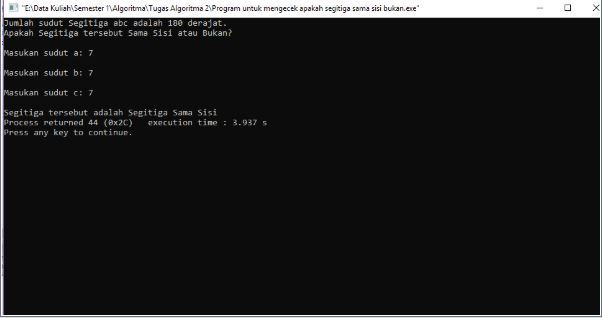 "E:\Data Kuliah\Semester 1\Algoritma\Tugas Algoritma 2\Program untuk mengecek apakah segitiga sama sisi bukan.exe"
Jumlah sudut Segitiga abc adalah 180 derajat.
Apakah Segitiga tersebut Sama Sisi atau Bukan?
Masukan sudut a: 7
Masukan sudut b: 7
Masukan sudut c: 7
Segitiga tersebut adalah Segitiga Sama Sisi
Process returned 44 (0x2C)   execution time : 3.937 s
Press any key to continue.